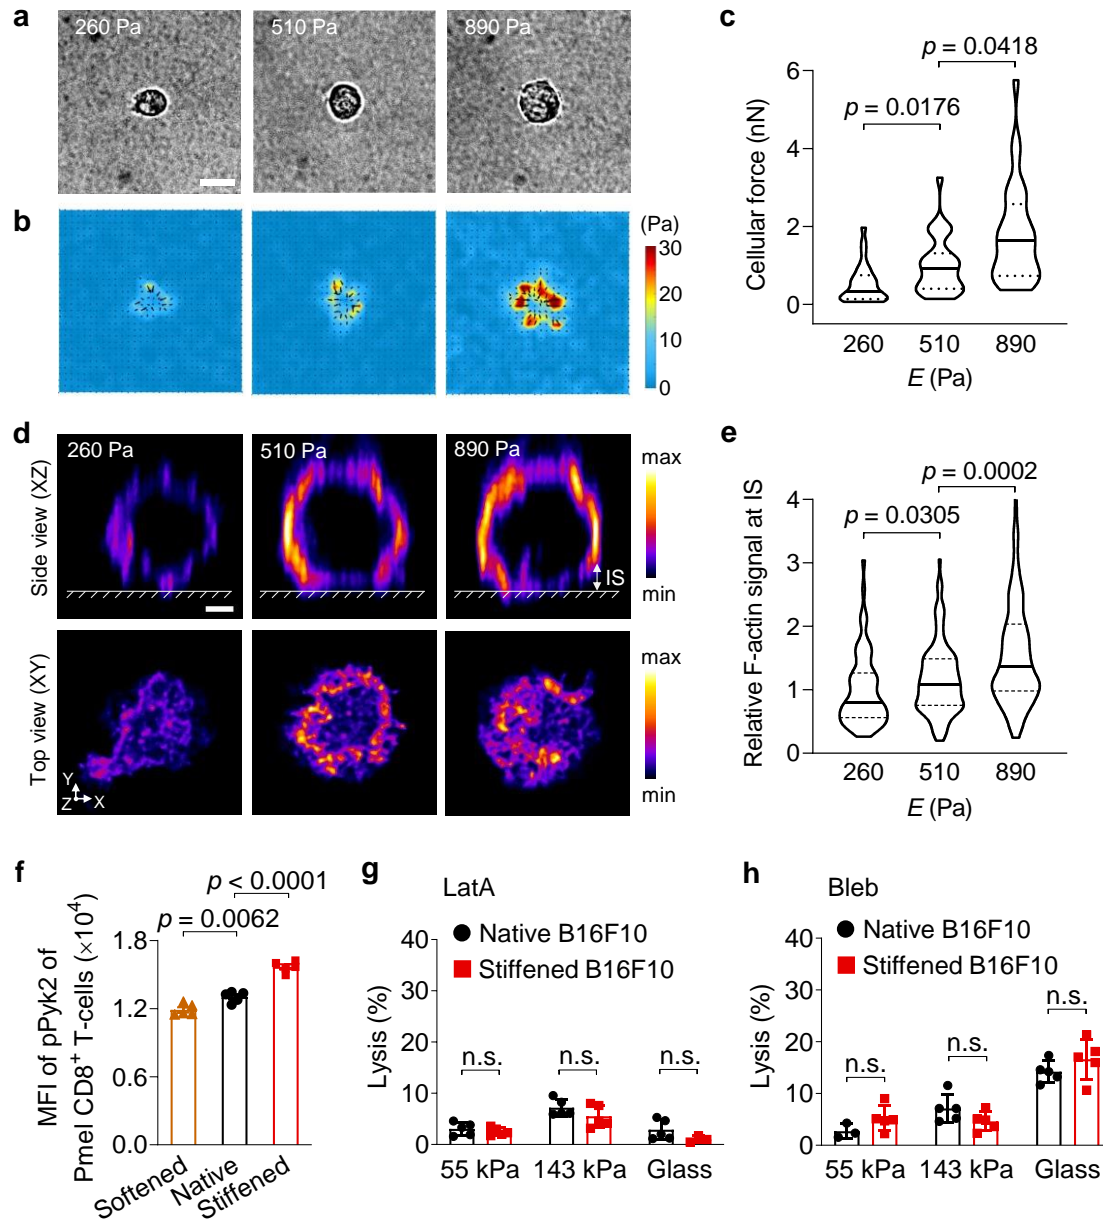 a
260 Pa
510 Pa
890 Pa
b
(Pa)
30
20
10
0
c
p = 0.0418
p = 0.0176
Cellular force (nN)
6
4
2
0
260 510 890
E (Pa)
d
Side view (XZ)
260 Pa
510 Pa
890 Pa
IS
max
min
Top view (XY)
Y
Z X
max
min
e
p = 0.0002
p = 0.0305
Relative F-actin signal at IS
4
3
2
1
0
260 510 890
E (Pa)
f
p < 0.0001
p = 0.0062
MFI of pPyk2 of
Pmel CD8⁺ T-cells (×10⁴)
1.8
1.2
0.6
0.0
Softened
Native
Stiffened
g
LatA
Native B16F10
Stiffened B16F10
Lysis (%)
40
30
20
10
0
n.s.
n.s.
n.s.
55 kPa 143 kPa Glass
h
Bleb
Native B16F10
Stiffened B16F10
Lysis (%)
40
30
20
10
0
n.s.
n.s.
n.s.
55 kPa 143 kPa Glass